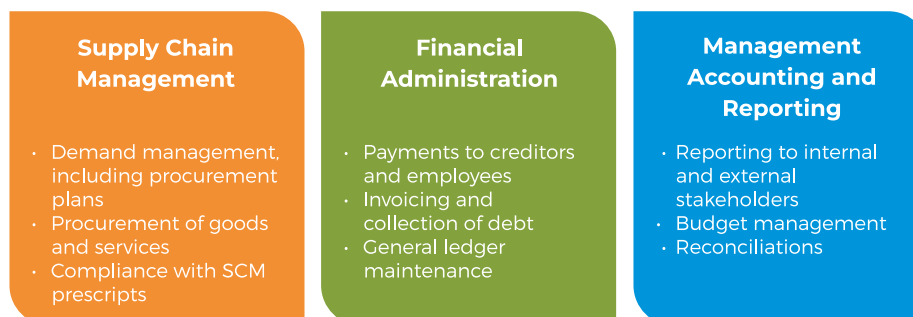 Supply Chain
Management
• Demand management,
including procurement
plans
• Procurement of goods
and services
• Compliance with SCM
prescripts
Financial
Administration
• Payments to creditors
and employees
• Invoicing and
collection of debt
• General ledger
maintenance
Management
Accounting and
Reporting
• Reporting to internal
and external
stakeholders
• Budget management
• Reconciliations